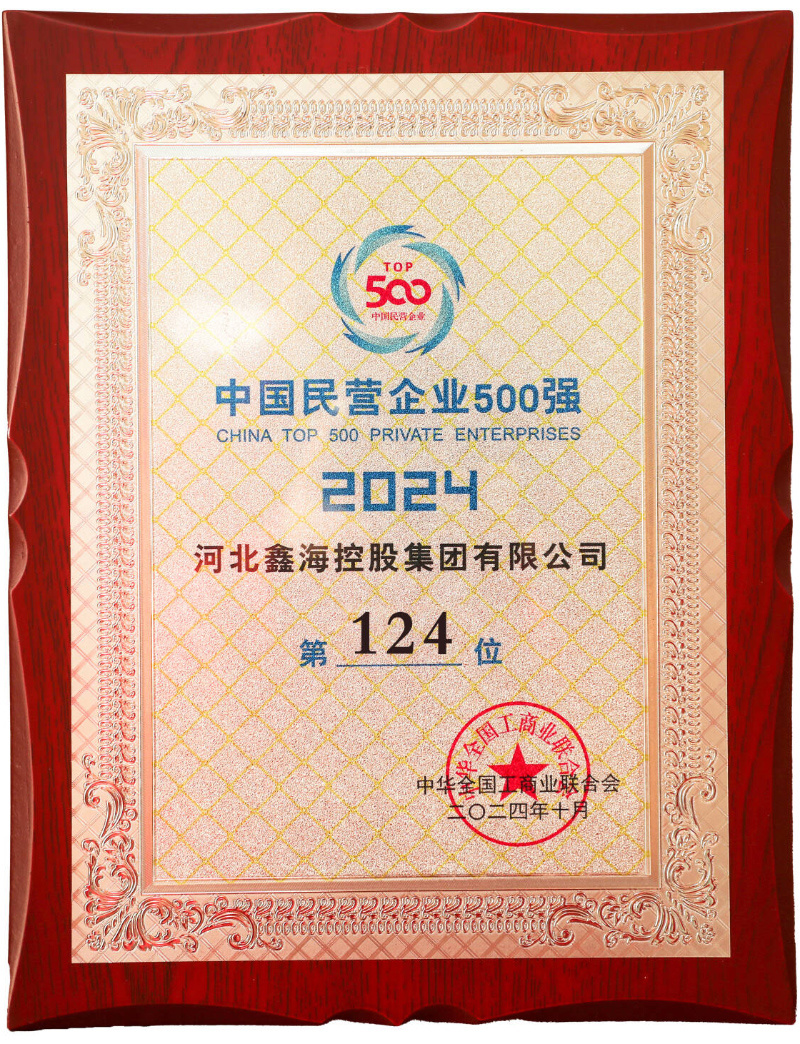 TOP
500
中国民营企业
中国民营企业500强
CHINA TOP 500 PRIVATE ENTERPRISES
2024
河北鑫海控股集团有限公司
第 124 位
中华全国工商业联合会
中华全国工商业联合会
二〇二四年十月